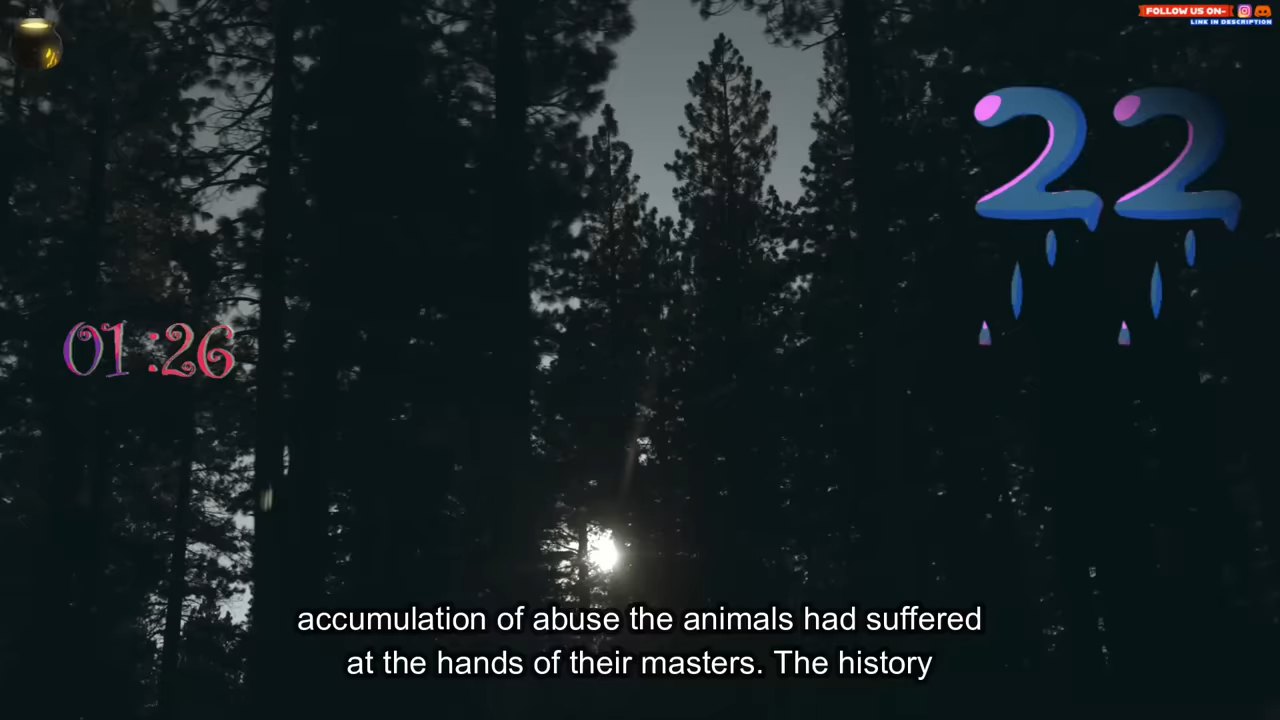 FOLLOW US ON-
LINK IN DESCRIPTION
22
01:26
accumulation of abuse the animals had suffered
at the hands of their masters. The history